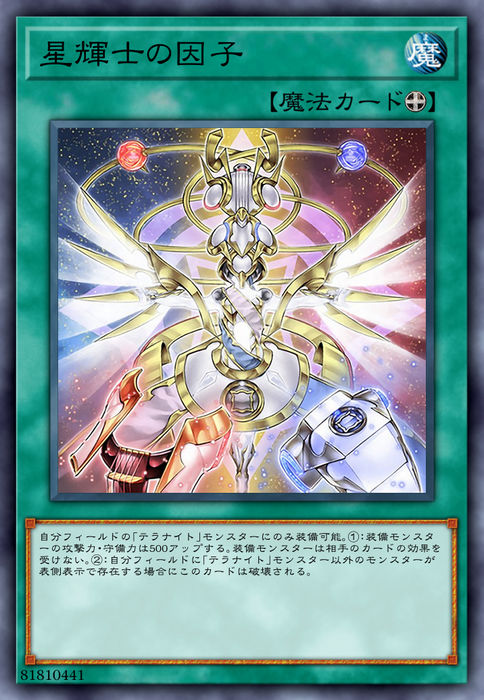 星輝士の因子
魔
【魔法カード】
自分フィールドの「テラナイト」モンスターにのみ装備可能。①:装備モンスタ
ーの攻撃力・守備力は500アップする。装備モンスターは相手のカードの効果を
受けない。②:自分フィールドに「テラナイト」モンスター以外のモンスターが
表側表示で存在する場合にこのカードは破壊される。
81810441